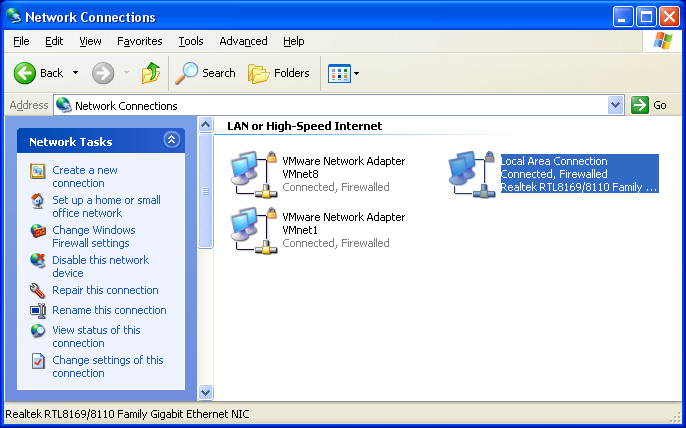 Network Connections
File Edit View Favorites Tools Advanced Help
Back Search Folders
Address Network Connections Go
Network Tasks
Create a new
connection
Set up a home or small
office network
Change Windows
Firewall settings
Disable this network
device
Repair this connection
Rename this connection
View status of this
connection
Change settings of this
connection
LAN or High-Speed Internet
VMware Network Adapter
VMnet8
Connected, Firewalled
Local Area Connection
Connected, Firewalled
Realtek RTL8169/8110 Family ...
VMware Network Adapter
VMnet1
Connected, Firewalled
Realtek RTL8169/8110 Family Gigabit Ethernet NIC